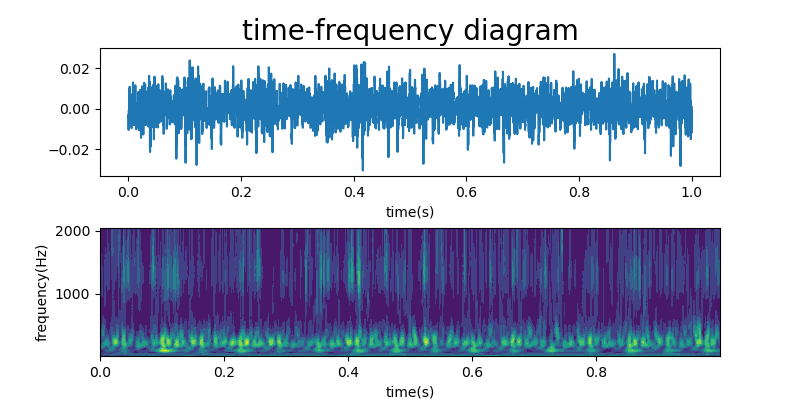 time-frequency diagram
0.02
0.00
−0.02
0.0 0.2 0.4 0.6 0.8 1.0
time(s)
2000
1000
frequency(Hz)
0.0 0.2 0.4 0.6 0.8
time(s)